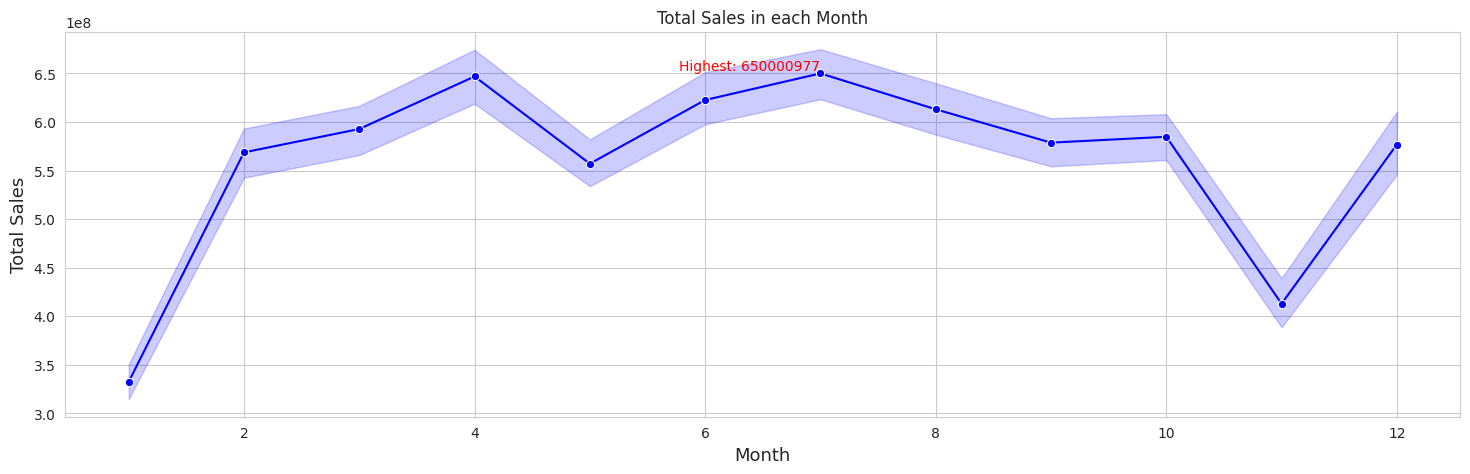 Total Sales in each Month
1e8
Highest: 650000977
6.5
6.0
5.5
5.0
4.5
4.0
3.5
3.0
Total Sales
2 4 6 8 10 12
Month